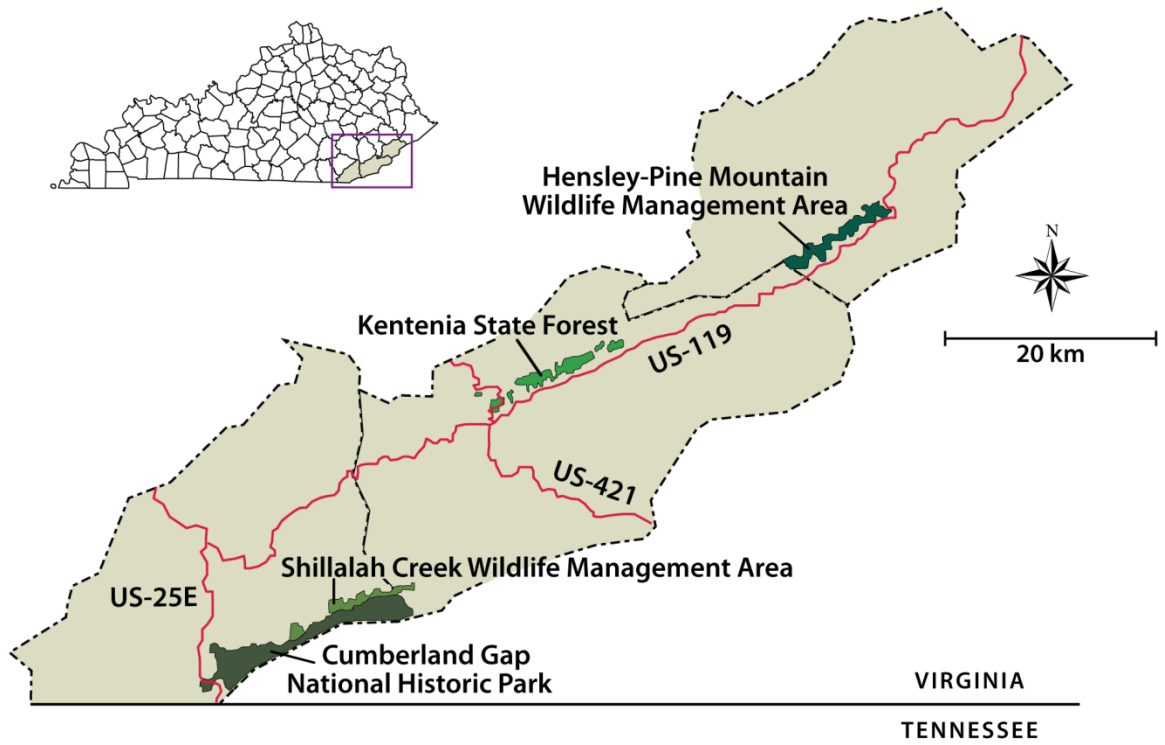 Hensley-Pine Mountain
Wildlife Management Area
N
Kentenia State Forest
US-119
20 km
US-421
Shillalah Creek Wildlife Management Area
US-25E
Cumberland Gap
National Historic Park
VIRGINIA
TENNESSEE